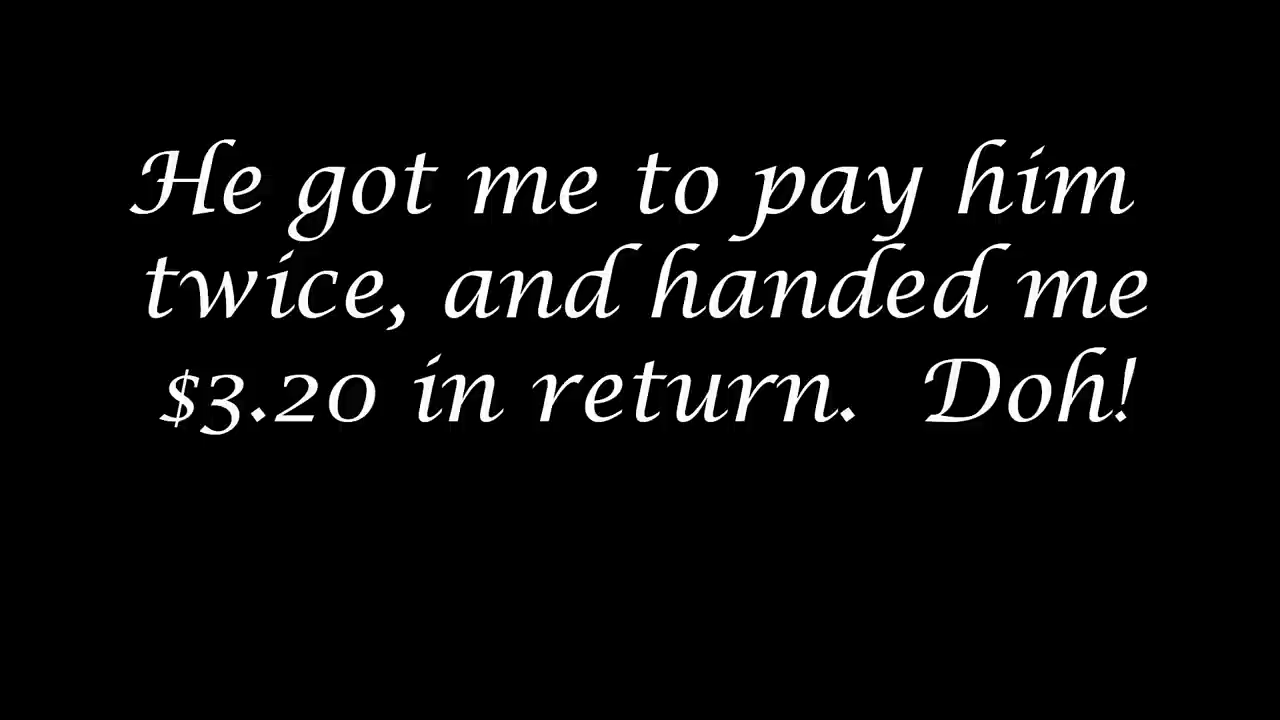 He got me to pay him
twice, and handed me
$3.20 in return.  Doh!